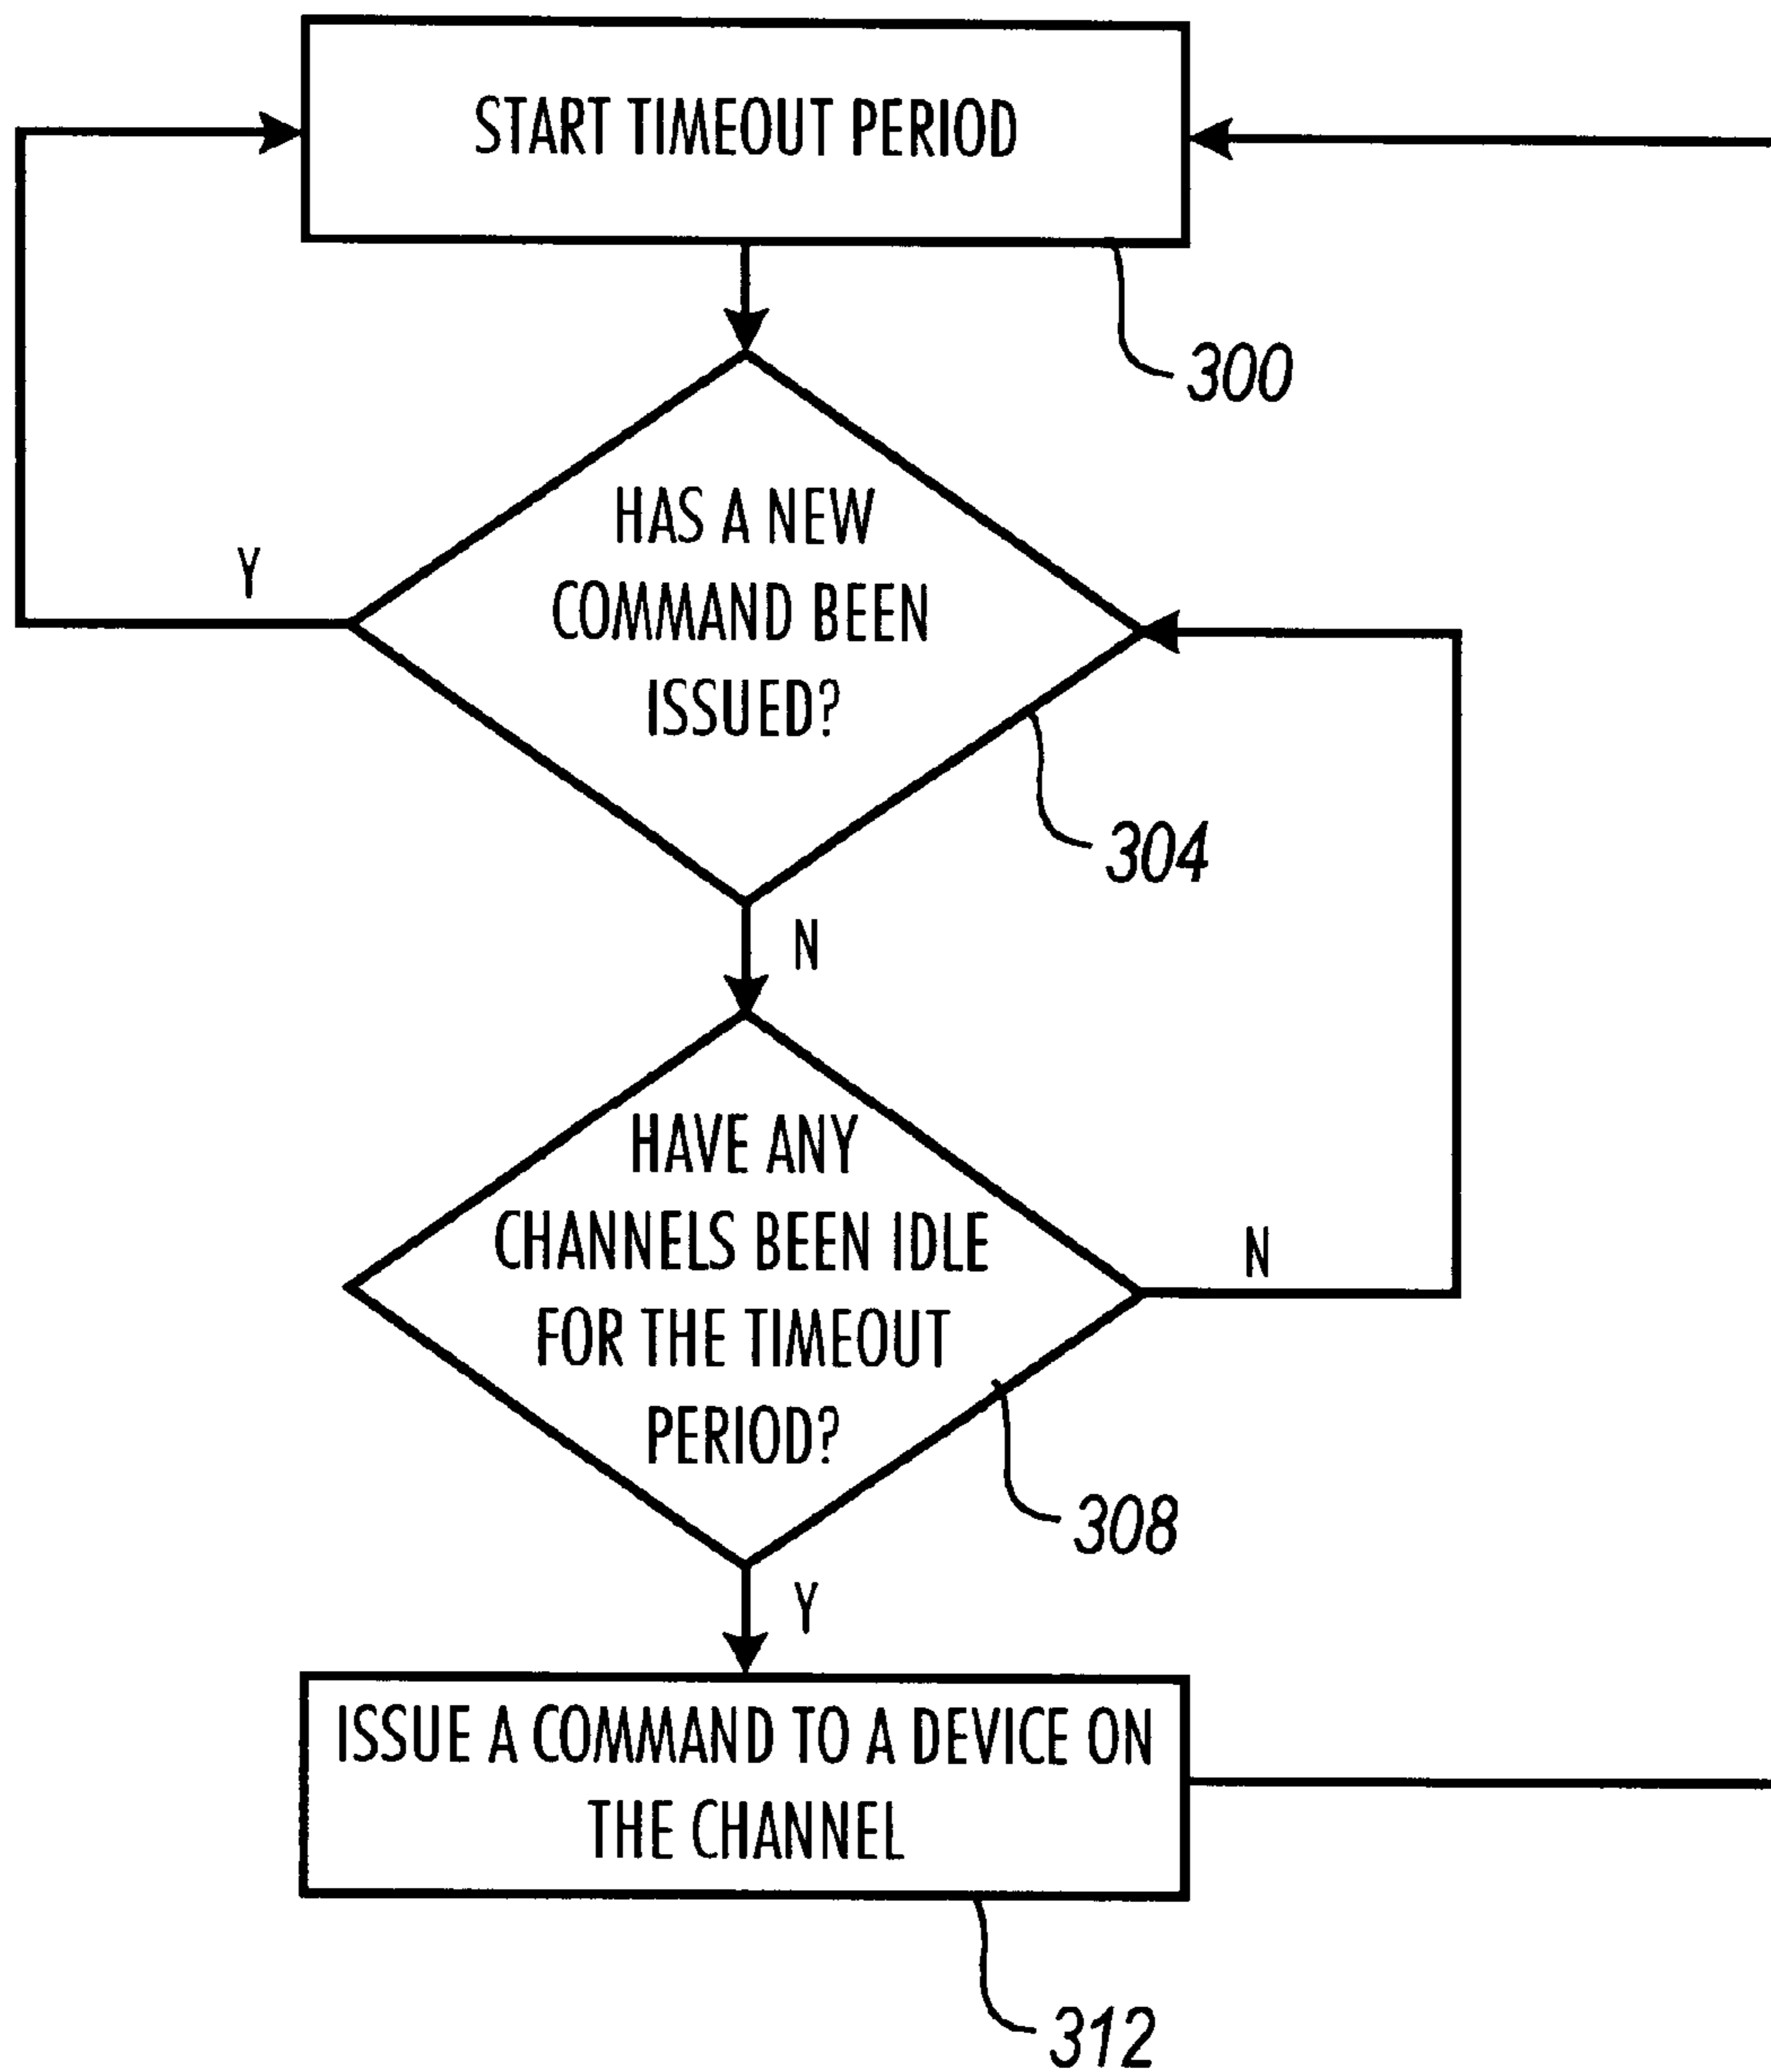 START TIMEOUT PERIOD
300
HAS A NEW
COMMAND BEEN
ISSUED?
Y
304
N
HAVE ANY
CHANNELS BEEN IDLE
FOR THE TIMEOUT
PERIOD?
N
308
Y
ISSUE A COMMAND TO A DEVICE ON
THE CHANNEL
312